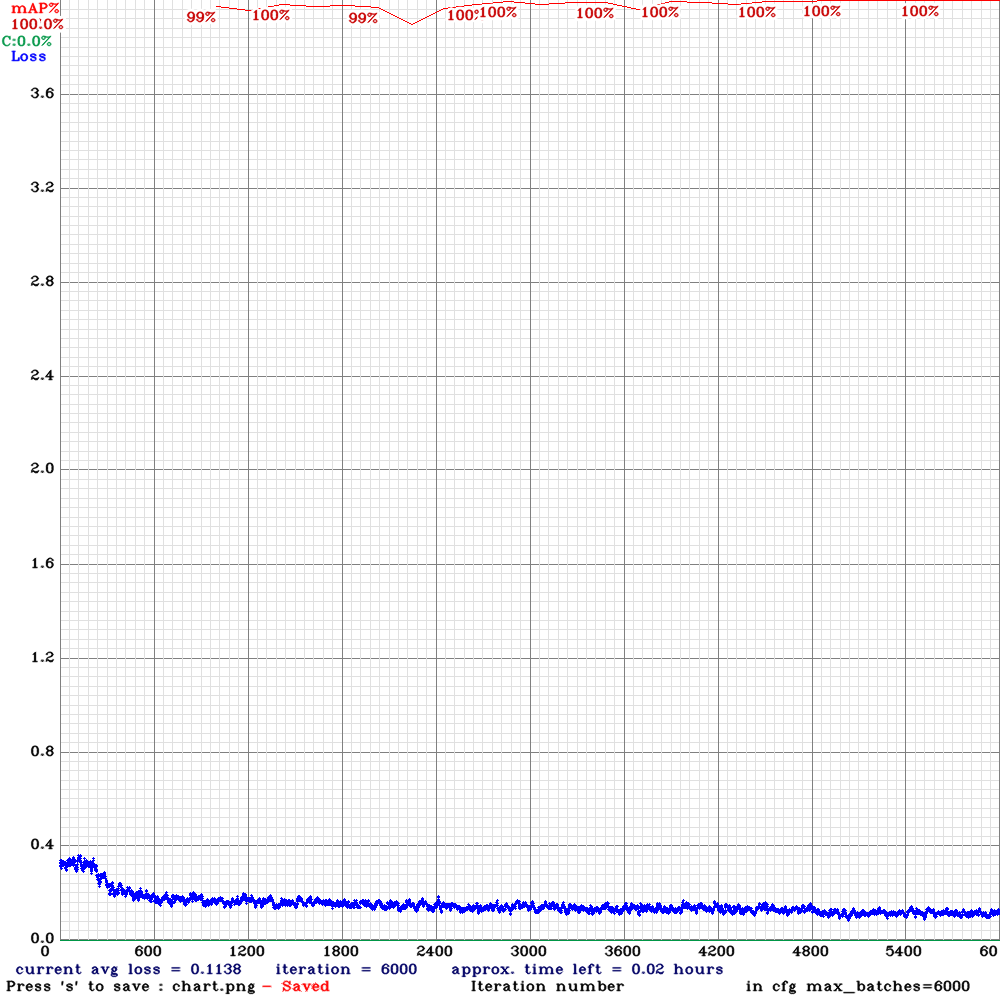 mAP%
100.0%
C:0.0%
Loss
99% 100% 99% 100% 100% 100% 100% 100% 100% 100%
3.6
3.2
2.8
2.4
2.0
1.6
1.2
0.8
0.4
0.0
0 600 1200 1800 2400 3000 3600 4200 4800 5400 60
current avg loss = 0.1138 iteration = 6000 approx. time left = 0.02 hours
Press 's' to save : chart.png - Saved Iteration number in cfg max_batches=6000